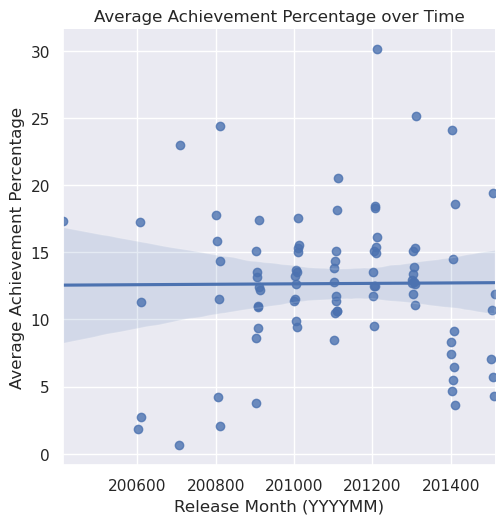 Average Achievement Percentage over Time
30
25
20
15
10
5
0
Average Achievement Percentage
200600 200800 201000 201200 201400
Release Month (YYYYMM)